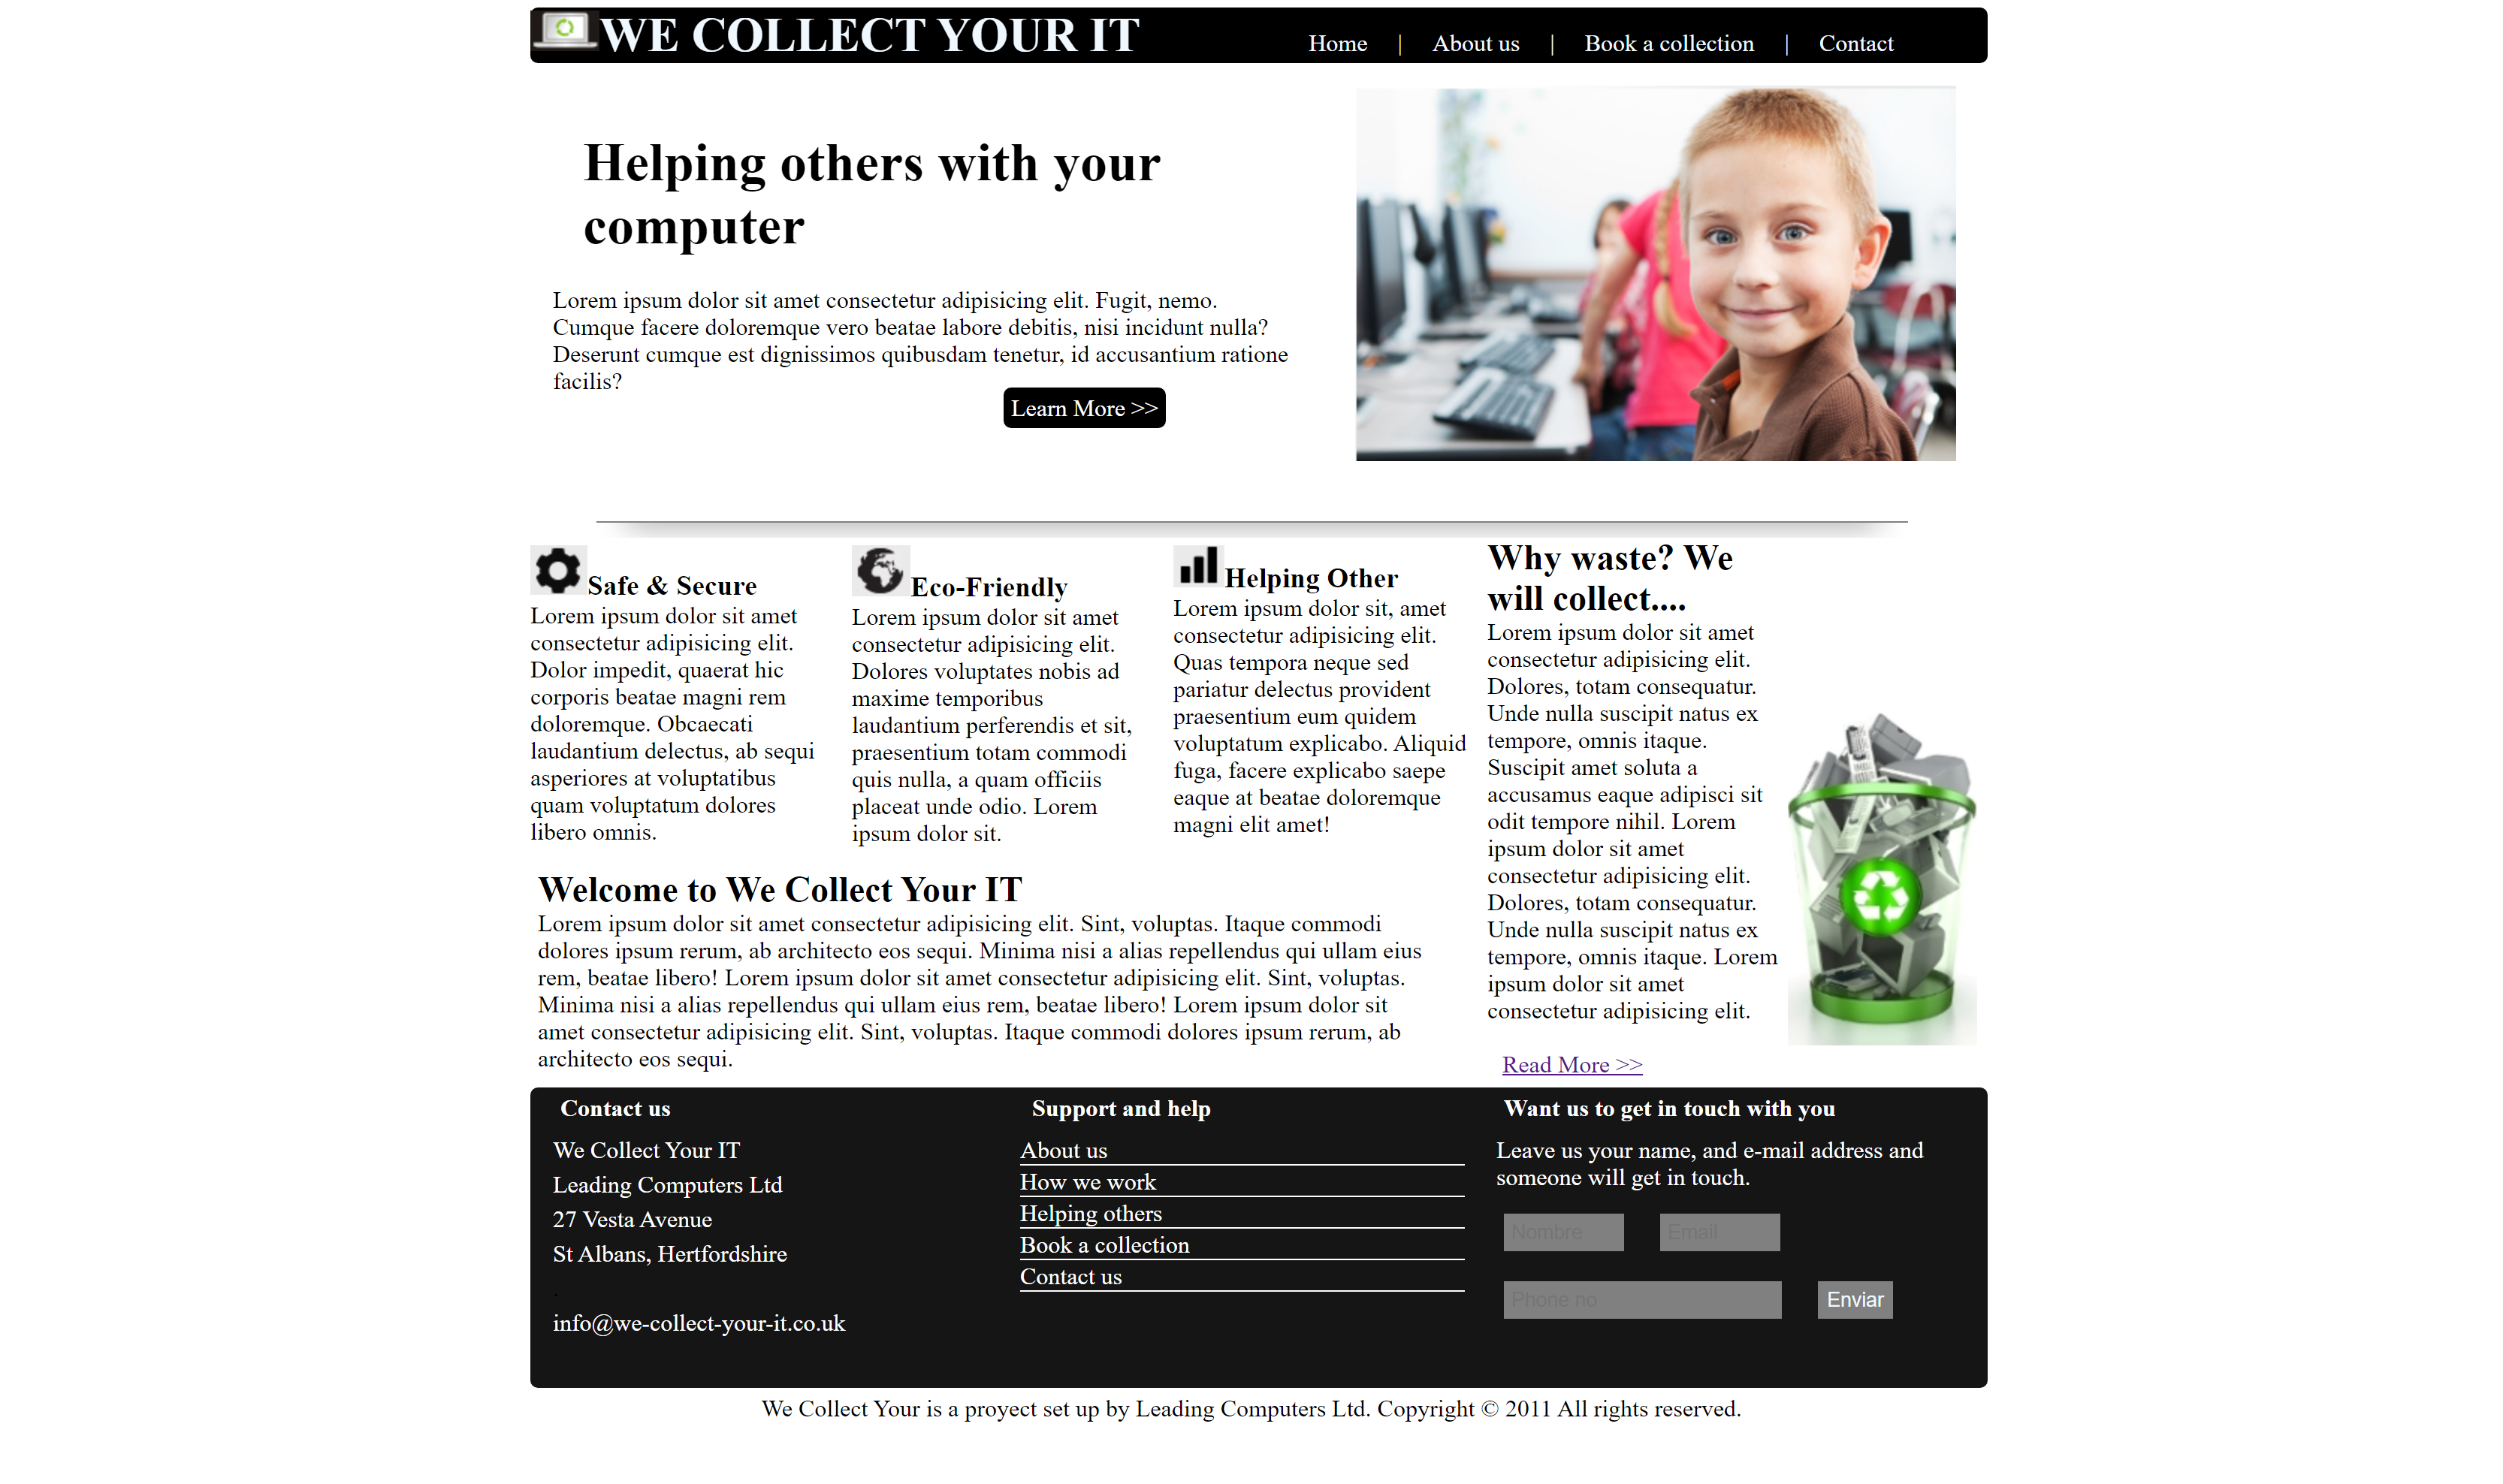 WE COLLECT YOUR IT
Home | About us | Book a collection | Contact
Helping others with your
computer
Lorem ipsum dolor sit amet consectetur adipisicing elit. Fugit, nemo.
Cumque facere doloremque vero beatae labore debitis, nisi incidunt nulla?
Deserunt cumque est dignissimos quibusdam tenetur, id accusantium ratione
facilis?
Learn More >>
Safe & Secure
Lorem ipsum dolor sit amet
consectetur adipisicing elit.
Dolor impedit, quaerat hic
corporis beatae magni rem
doloremque. Obcaecati
laudantium delectus, ab sequi
asperiores at voluptatibus
quam voluptatum dolores
libero omnis.
Eco-Friendly
Lorem ipsum dolor sit amet
consectetur adipisicing elit.
Dolores voluptates nobis ad
maxime temporibus
laudantium perferendis et sit,
praesentium totam commodi
quis nulla, a quam officiis
placeat unde odio. Lorem
ipsum dolor sit.
Helping Other
Lorem ipsum dolor sit, amet
consectetur adipisicing elit.
Quas tempora neque sed
pariatur delectus provident
praesentium eum quidem
voluptatum explicabo. Aliquid
fuga, facere explicabo saepe
eaque at beatae doloremque
magni elit amet!
Why waste? We
will collect....
Lorem ipsum dolor sit amet
consectetur adipisicing elit.
Dolores, totam consequatur.
Unde nulla suscipit natus ex
tempore, omnis itaque.
Suscipit amet soluta a
accusamus eaque adipisci sit
odit tempore nihil. Lorem
ipsum dolor sit amet
consectetur adipisicing elit.
Dolores, totam consequatur.
Unde nulla suscipit natus ex
tempore, omnis itaque. Lorem
ipsum dolor sit amet
consectetur adipisicing elit.
Read More >>
Welcome to We Collect Your IT
Lorem ipsum dolor sit amet consectetur adipisicing elit. Sint, voluptas. Itaque commodi
dolores ipsum rerum, ab architecto eos sequi. Minima nisi a alias repellendus qui ullam eius
rem, beatae libero! Lorem ipsum dolor sit amet consectetur adipisicing elit. Sint, voluptas.
Minima nisi a alias repellendus qui ullam eius rem, beatae libero! Lorem ipsum dolor sit
amet consectetur adipisicing elit. Sint, voluptas. Itaque commodi dolores ipsum rerum, ab
architecto eos sequi.
Contact us
We Collect Your IT
Leading Computers Ltd
27 Vesta Avenue
St Albans, Hertfordshire
.
info@we-collect-your-it.co.uk
Support and help
About us
How we work
Helping others
Book a collection
Contact us
Want us to get in touch with you
Leave us your name, and e-mail address and
someone will get in touch.
Nombre Email
Phone no
Enviar
We Collect Your is a proyect set up by Leading Computers Ltd. Copyright © 2011 All rights reserved.